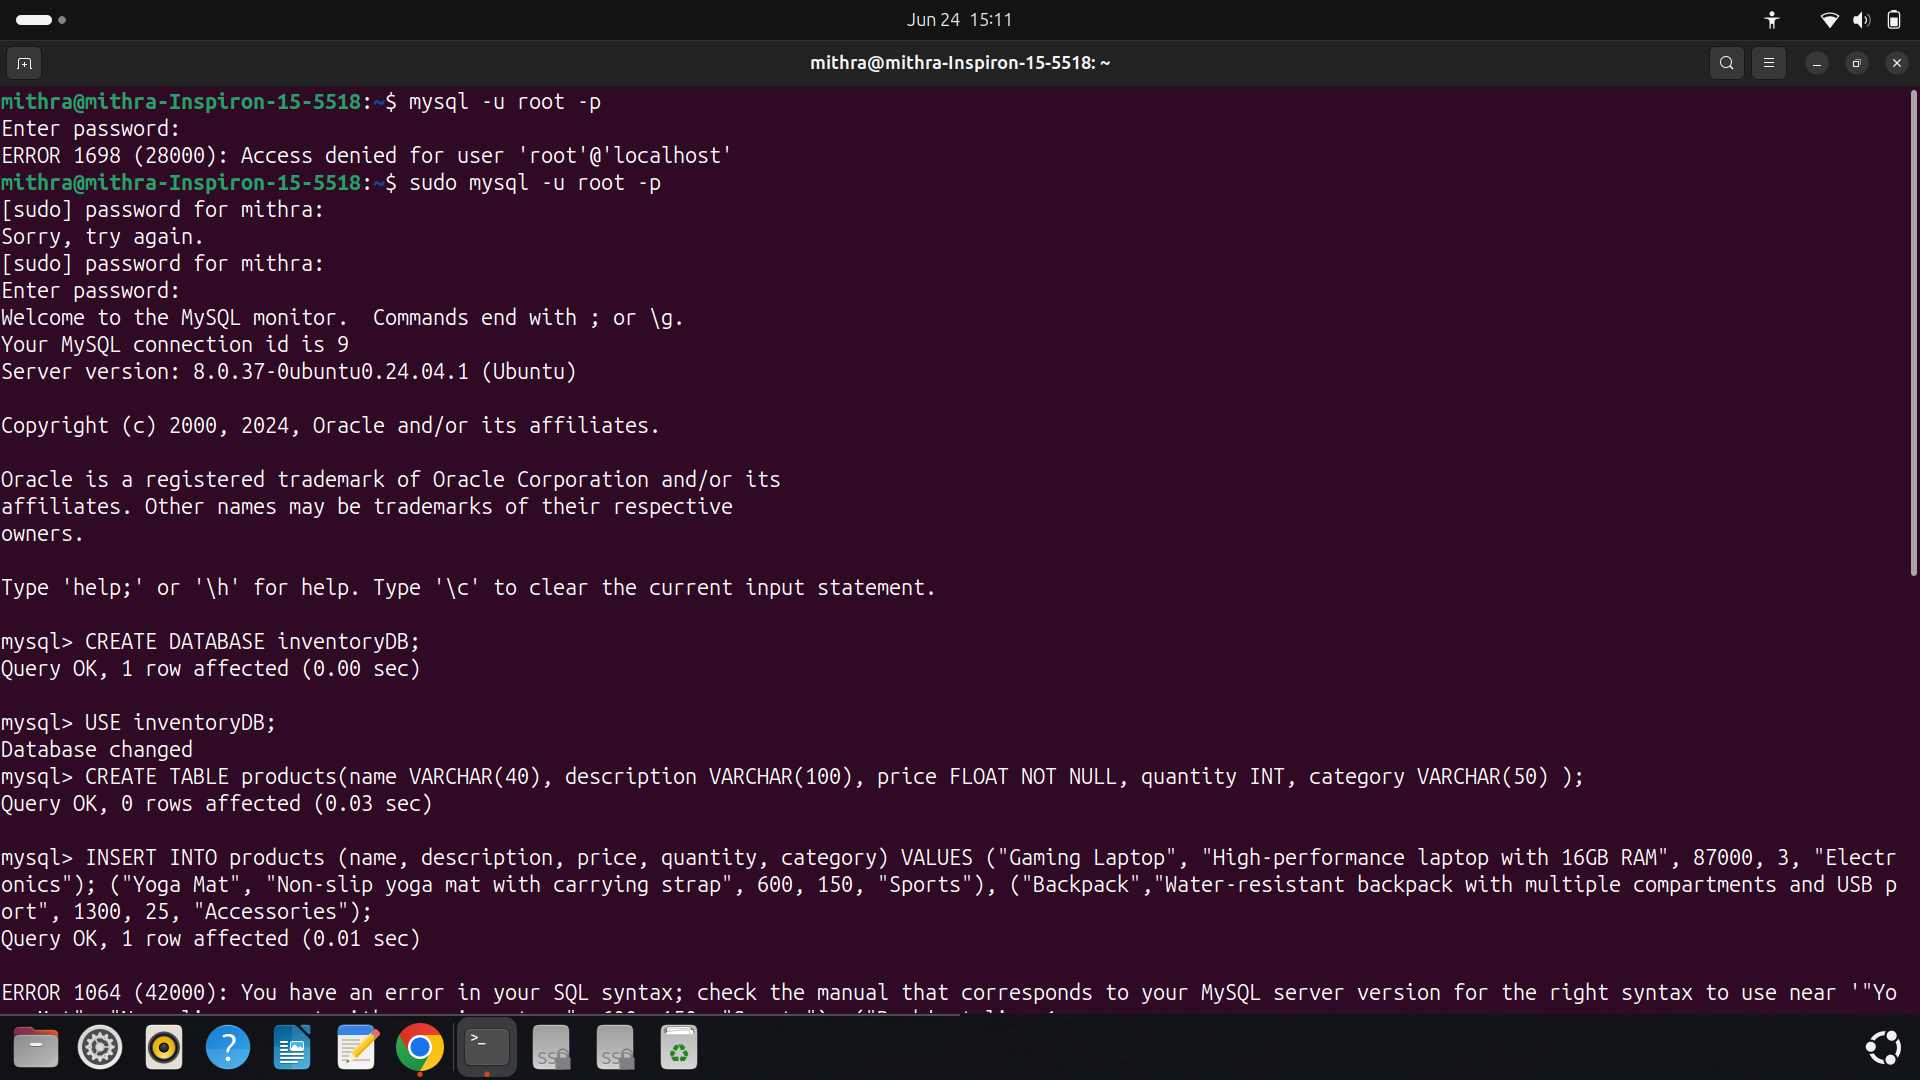 Jun 24 15:11
mithra@mithra-Inspiron-15-5518: ~
mithra@mithra-Inspiron-15-5518:~$ mysql -u root -p
Enter password:
ERROR 1698 (28000): Access denied for user 'root'@'localhost'
mithra@mithra-Inspiron-15-5518:~$ sudo mysql -u root -p
[sudo] password for mithra:
Sorry, try again.
[sudo] password for mithra:
Enter password:
Welcome to the MySQL monitor.  Commands end with ; or \g.
Your MySQL connection id is 9
Server version: 8.0.37-0ubuntu0.24.04.1 (Ubuntu)
Copyright (c) 2000, 2024, Oracle and/or its affiliates.
Oracle is a registered trademark of Oracle Corporation and/or its
affiliates. Other names may be trademarks of their respective
owners.
Type 'help;' or '\h' for help. Type '\c' to clear the current input statement.
mysql> CREATE DATABASE inventoryDB;
Query OK, 1 row affected (0.00 sec)
mysql> USE inventoryDB;
Database changed
mysql> CREATE TABLE products(name VARCHAR(40), description VARCHAR(100), price FLOAT NOT NULL, quantity INT, category VARCHAR(50) );
Query OK, 0 rows affected (0.03 sec)
mysql> INSERT INTO products (name, description, price, quantity, category) VALUES ("Gaming Laptop", "High-performance laptop with 16GB RAM", 87000, 3, "Electr
onics"); ("Yoga Mat", "Non-slip yoga mat with carrying strap", 600, 150, "Sports"), ("Backpack","Water-resistant backpack with multiple compartments and USB p
ort", 1300, 25, "Accessories");
Query OK, 1 row affected (0.01 sec)
ERROR 1064 (42000): You have an error in your SQL syntax; check the manual that corresponds to your MySQL server version for the right syntax to use near '"Yo